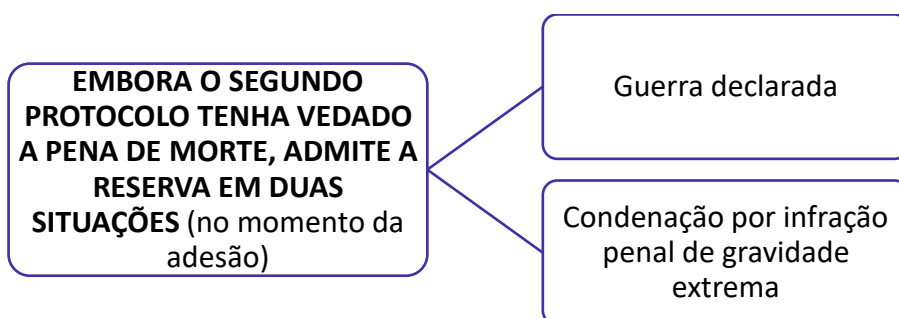 EMBORA O SEGUNDO
PROTOCOLO TENHA VEDADO
A PENA DE MORTE, ADMITE A
RESERVA EM DUAS
SITUAÇÕES (no momento da
adesão)
Guerra declarada
Condenação por infração
penal de gravidade
extrema